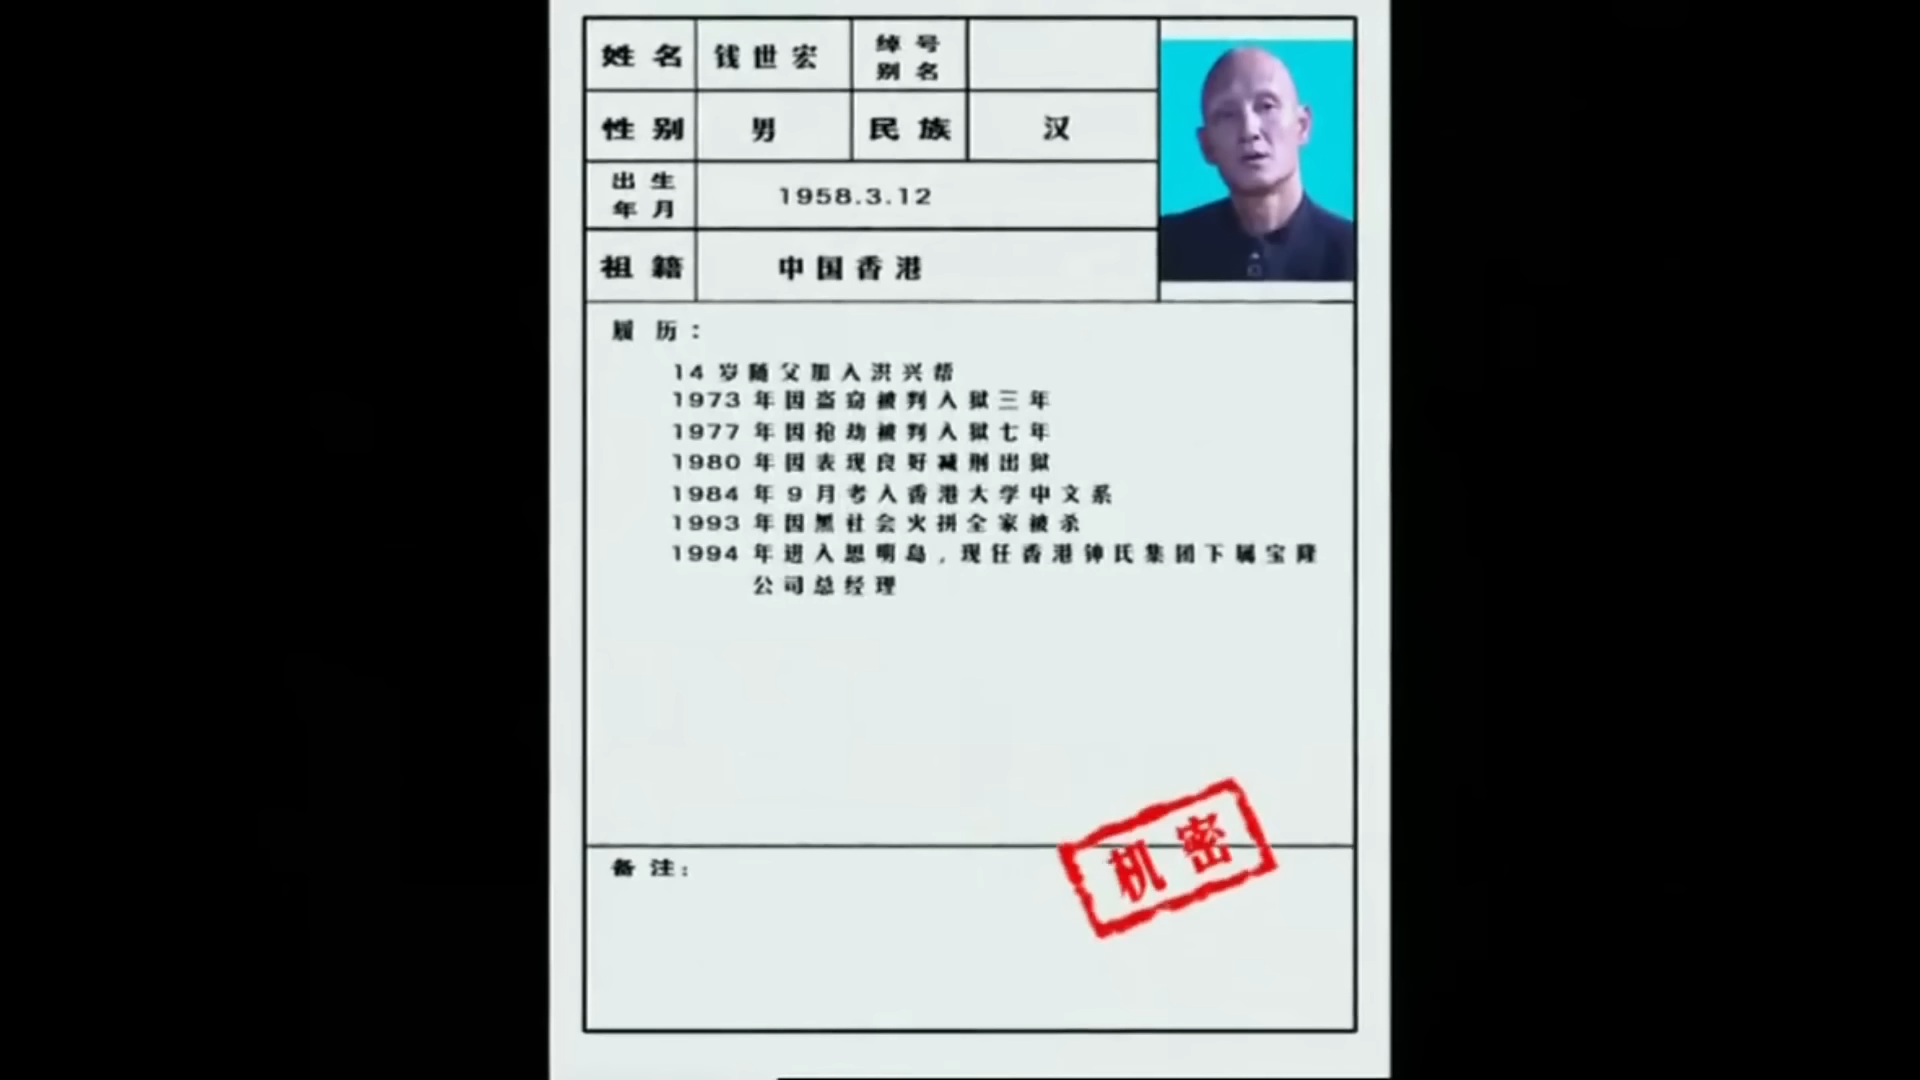 姓名 钱世宏 绰号别名
性别 男 民族 汉
出生年月 1958.3.12
祖籍 中国香港
履历：
14岁随父加入洪兴帮
1973年因盗窃被判入狱三年
1977年因抢劫被判入狱七年
1980年因表现良好减刑出狱
1984年9月考入香港大学中文系
1993年因黑社会火拼全家被杀
1994年进入思明岛，现任香港钟氏集团下属宝隆
公司总经理
机密
备注：